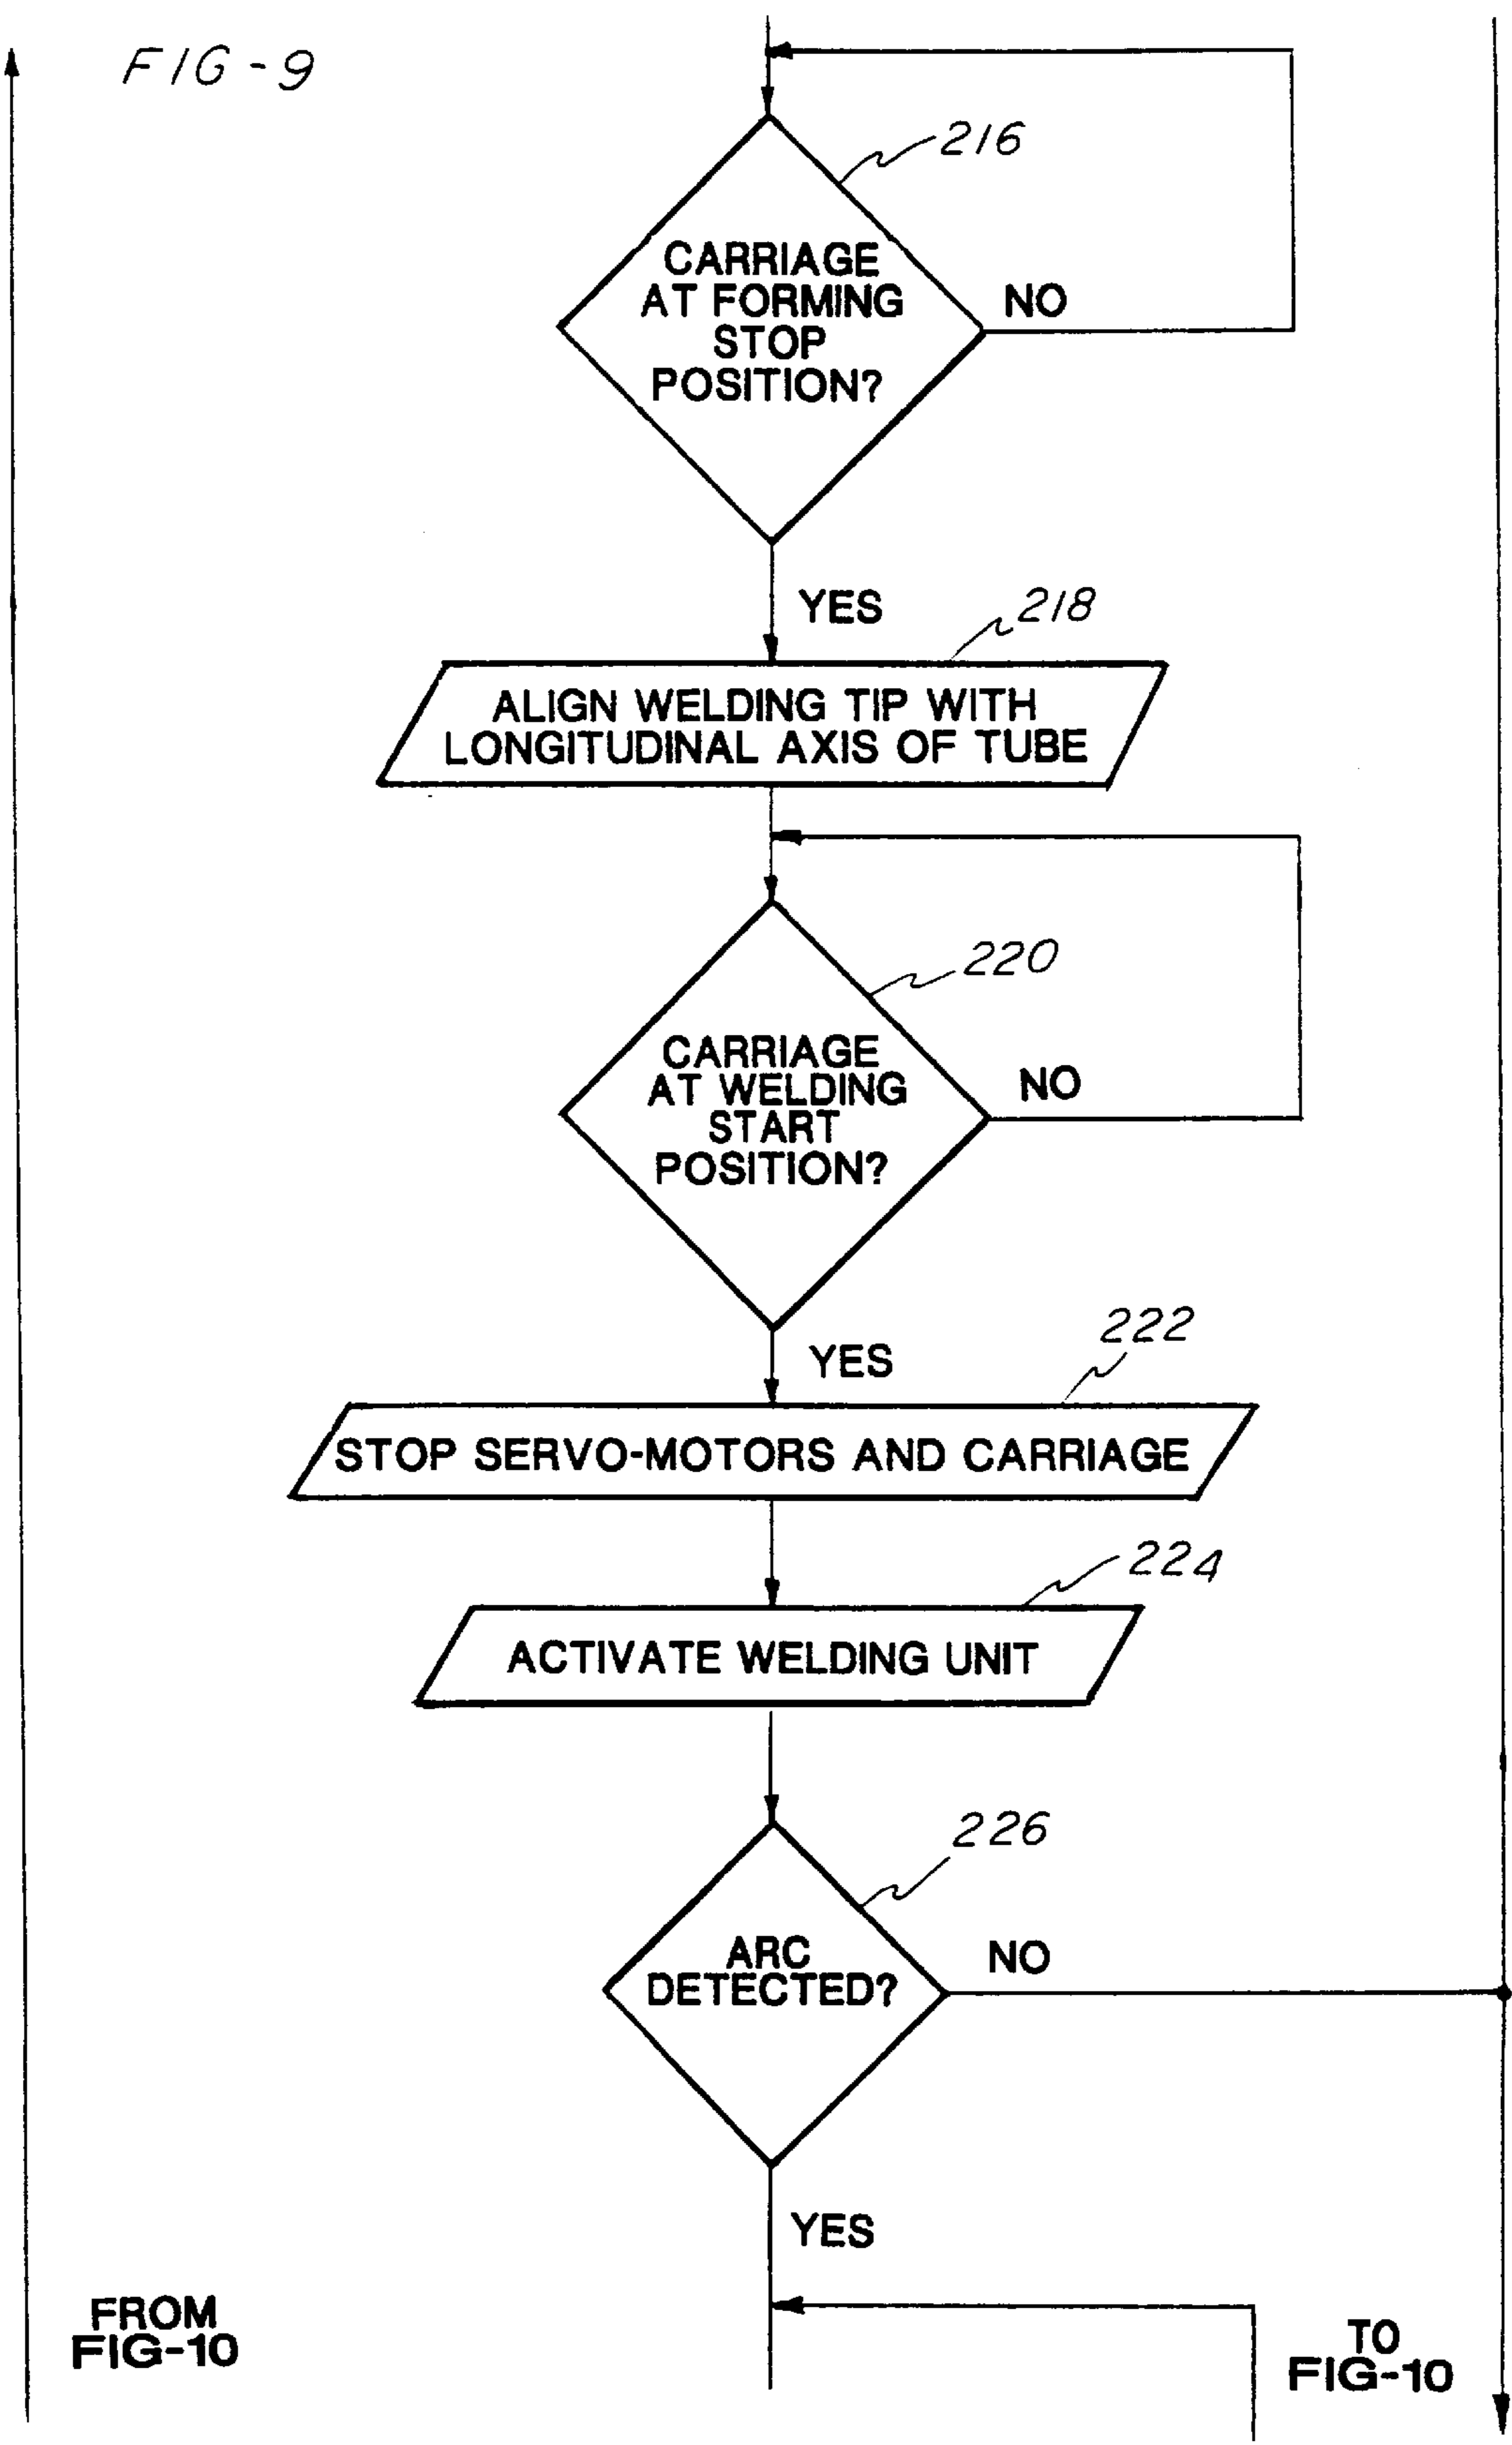 FIG-9
216
CARRIAGE
AT FORMING
STOP
POSITION?
NO
YES
218
ALIGN WELDING TIP WITH
LONGITUDINAL AXIS OF TUBE
220
CARRIAGE
AT WELDING
START
POSITION?
NO
YES
222
STOP SERVO-MOTORS AND CARRIAGE
224
ACTIVATE WELDING UNIT
226
ARC
DETECTED?
NO
YES
FROM
FIG-10
TO
FIG-10